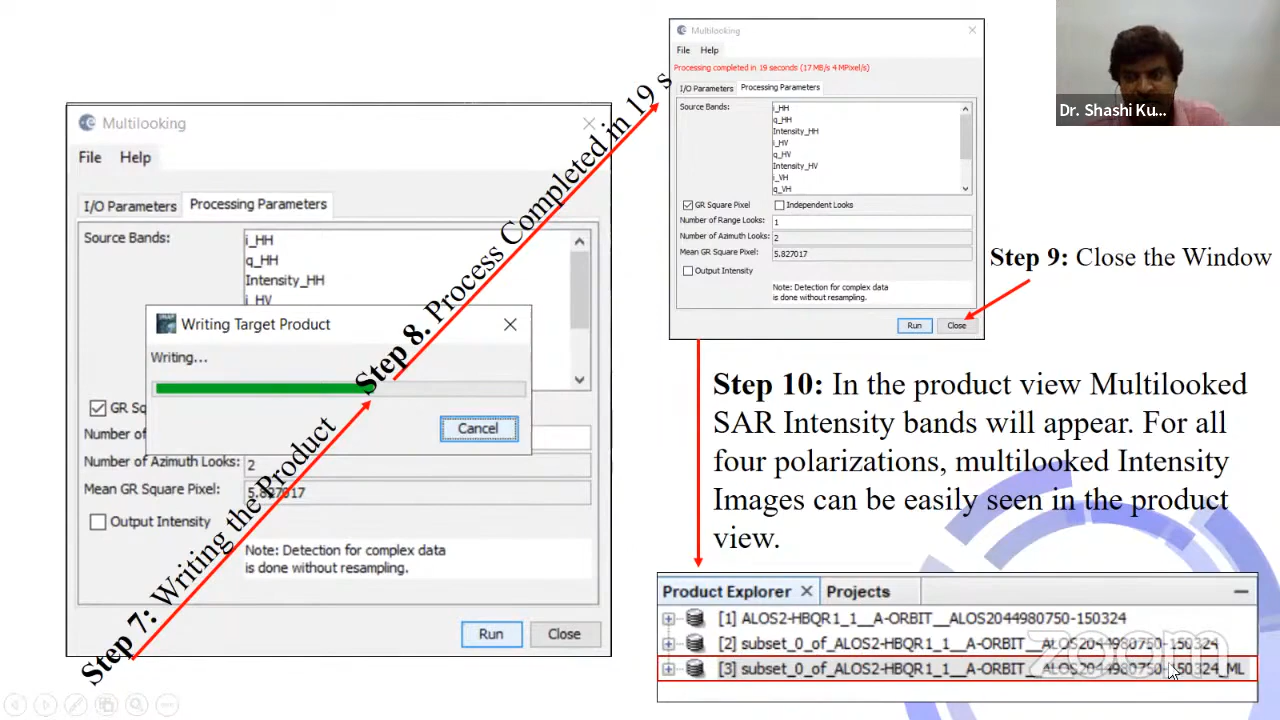 Multilooking
File Help
I/O Parameters Processing Parameters
Source Bands:
i_HH
q_HH
Intensity_HH
i_HV
Writing Target Product
Writing...
Cancel
GR Sq
Number of
Number of Azimuth Looks: 2
Mean GR Square Pixel: 5.827017
Output Intensity
Note: Detection for complex data
is done without resampling.
Run Close
Step 7: Writing the Product
Step 8. Process Completed in 19 s
Multilooking
File Help
Processing completed in 19 seconds (17 MB/s 4 MPixel/s)
I/O Parameters Processing Parameters
Source Bands:
i_HH
q_HH
Intensity_HH
i_HV
q_HV
Intensity_HV
i_VH
q_VH
GR Square Pixel Independent Looks
Number of Range Looks: 1
Number of Azimuth Looks: 2
Mean GR Square Pixel: 5.827017
Output Intensity
Note: Detection for complex data
is done without resampling.
Run Close
Dr. Shashi Ku...
Step 9: Close the Window
Step 10: In the product view Multilooked
SAR Intensity bands will appear. For all
four polarizations, multilooked Intensity
Images can be easily seen in the product
view.
Product Explorer Projects
[1] ALOS2-HBQR1_1__A-ORBIT__ALOS2044980750-150324
[2] subset_0_of_ALOS2-HBQR1_1__A-ORBIT__ALOS2044980750-150324
[3] subset_0_of_ALOS2-HBQR1_1__A-ORBIT__ALOS2044980750-150324_ML
zoom